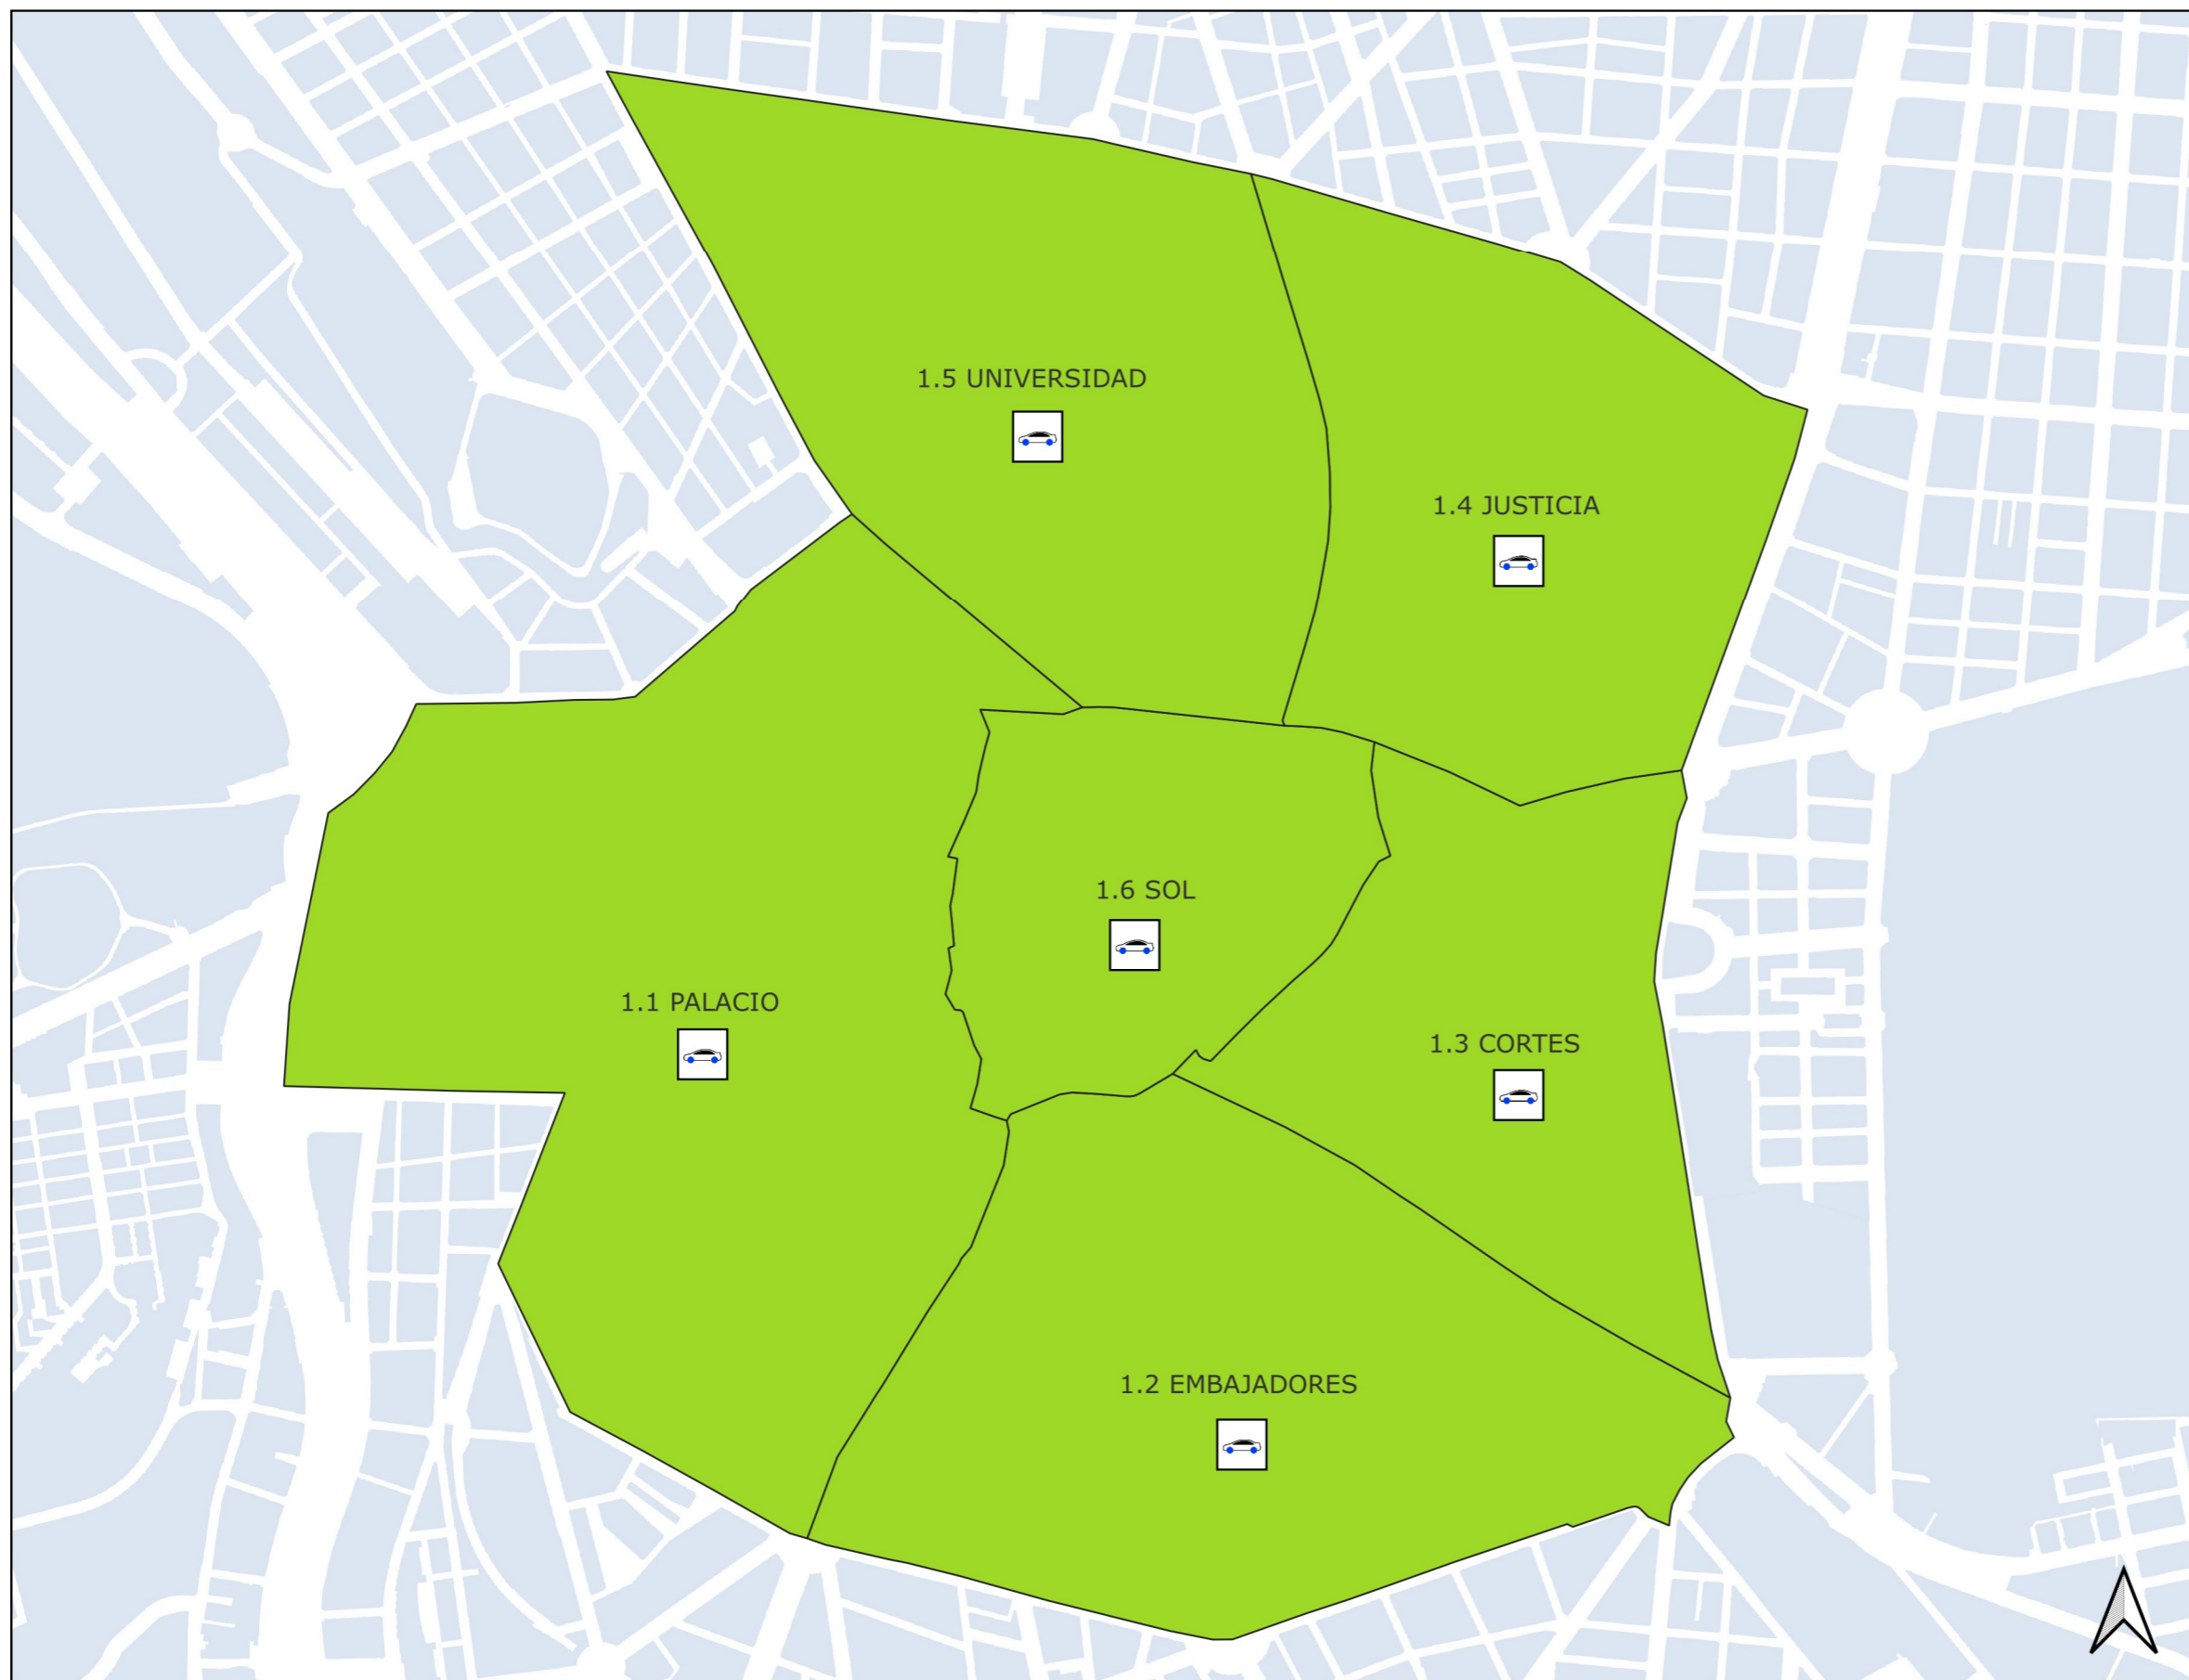 1.5 UNIVERSIDAD
1.4 JUSTICIA
1.6 SOL
1.1 PALACIO
1.3 CORTES
1.2 EMBAJADORES